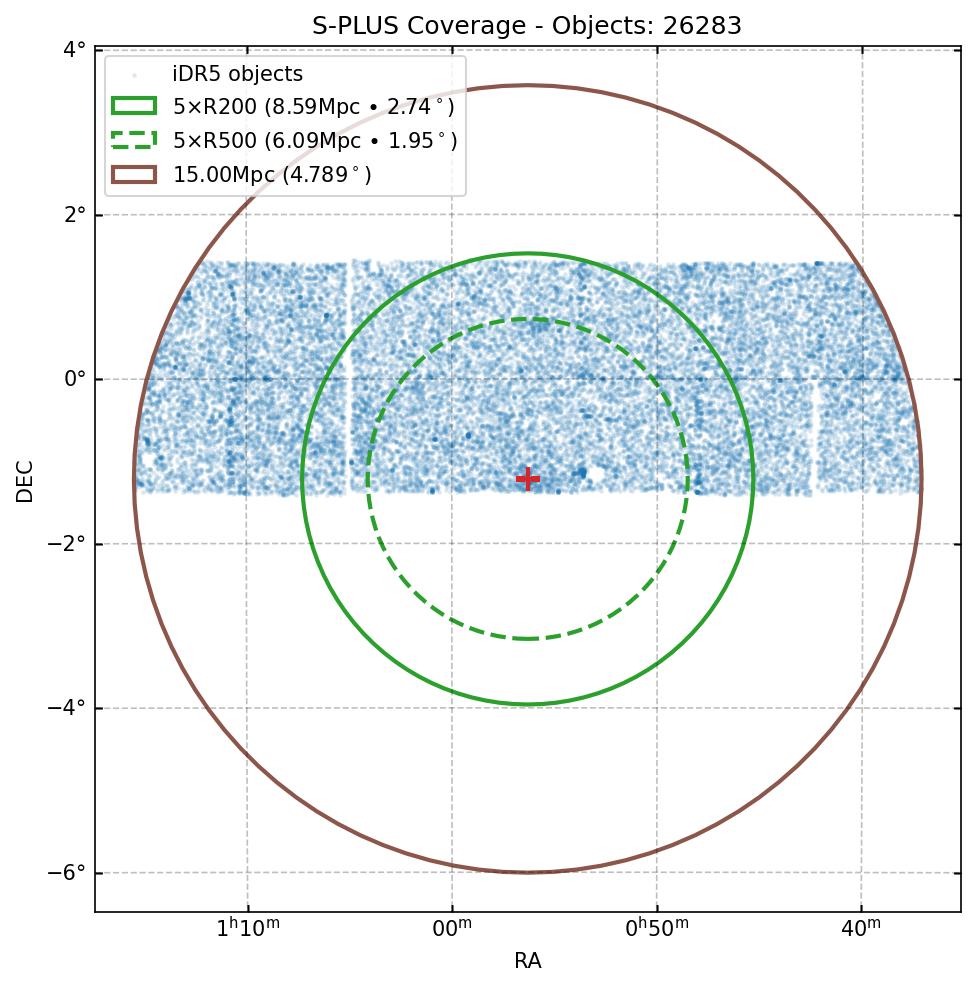 S-PLUS Coverage - Objects: 26283
iDR5 objects
5×R200 (8.59Mpc • 2.74°)
5×R500 (6.09Mpc • 1.95°)
15.00Mpc (4.789°)
4°
2°
0°
−2°
−4°
−6°
DEC
1ʰ10ᵐ
00ᵐ
0ʰ50ᵐ
40ᵐ
RA